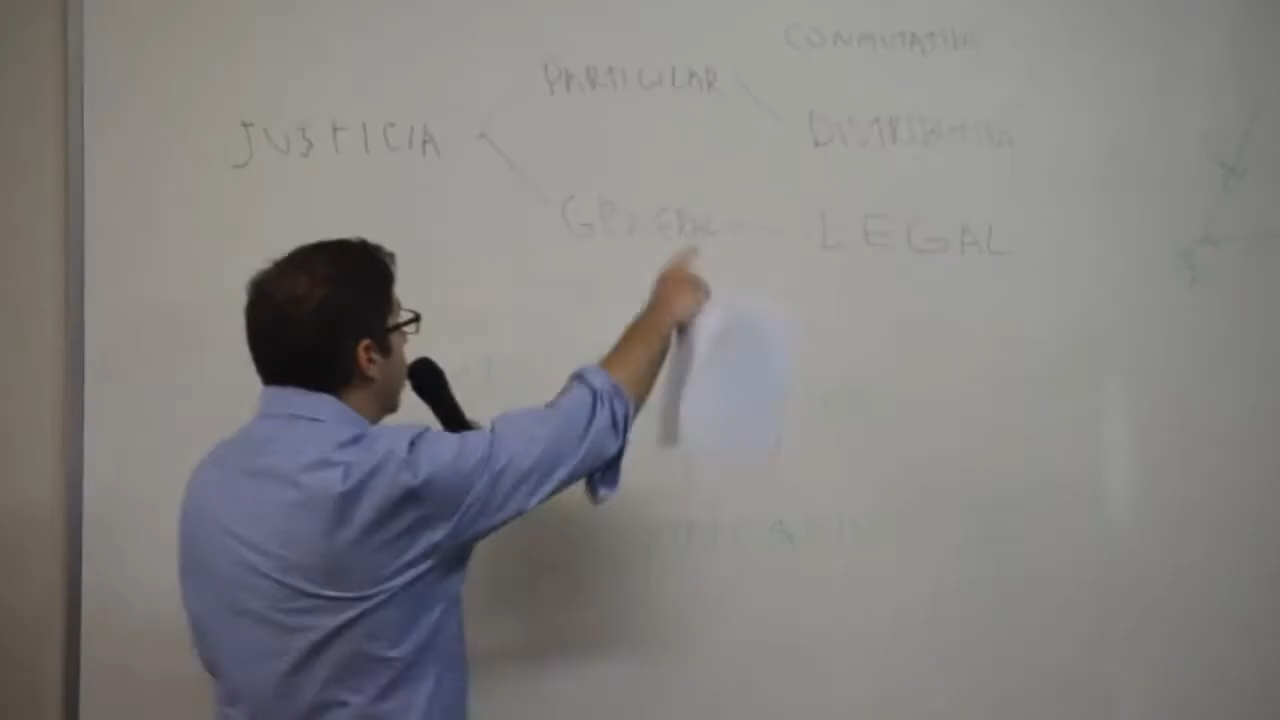 CONMUTATIVA
PARTICULAR
JUSTICIA
DISTRIBUTIVA
GENERAL
LEGAL